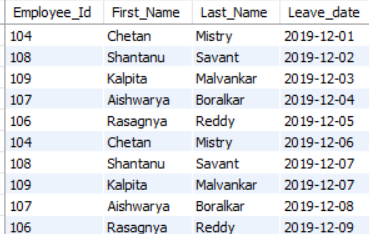 Employee_Id First_Name Last_Name Leave_date
104 Chetan Mistry 2019-12-01
108 Shantanu Savant 2019-12-02
109 Kalpita Malvankar 2019-12-03
107 Aishwarya Boralkar 2019-12-04
106 Rasagnya Reddy 2019-12-05
104 Chetan Mistry 2019-12-06
108 Shantanu Savant 2019-12-07
109 Kalpita Malvankar 2019-12-07
107 Aishwarya Boralkar 2019-12-08
106 Rasagnya Reddy 2019-12-09